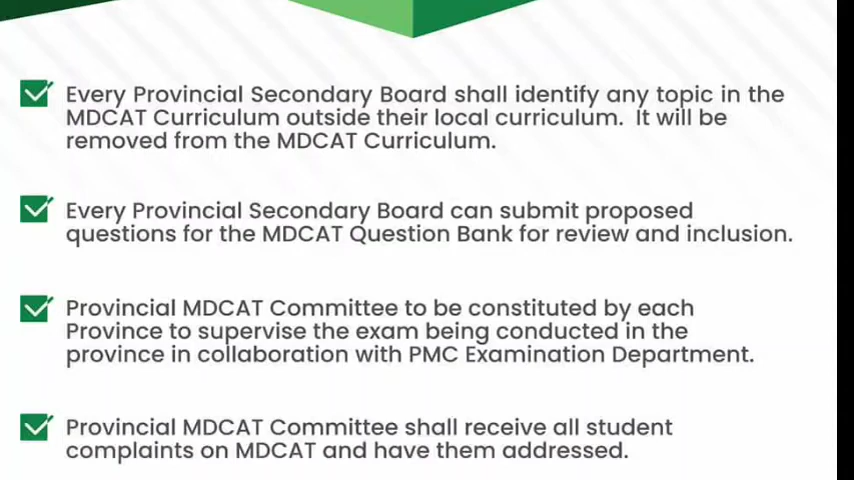 Every Provincial Secondary Board shall identify any topic in the
MDCAT Curriculum outside their local curriculum. It will be
removed from the MDCAT Curriculum.
Every Provincial Secondary Board can submit proposed
questions for the MDCAT Question Bank for review and inclusion.
Provincial MDCAT Committee to be constituted by each
Province to supervise the exam being conducted in the
province in collaboration with PMC Examination Department.
Provincial MDCAT Committee shall receive all student
complaints on MDCAT and have them addressed.